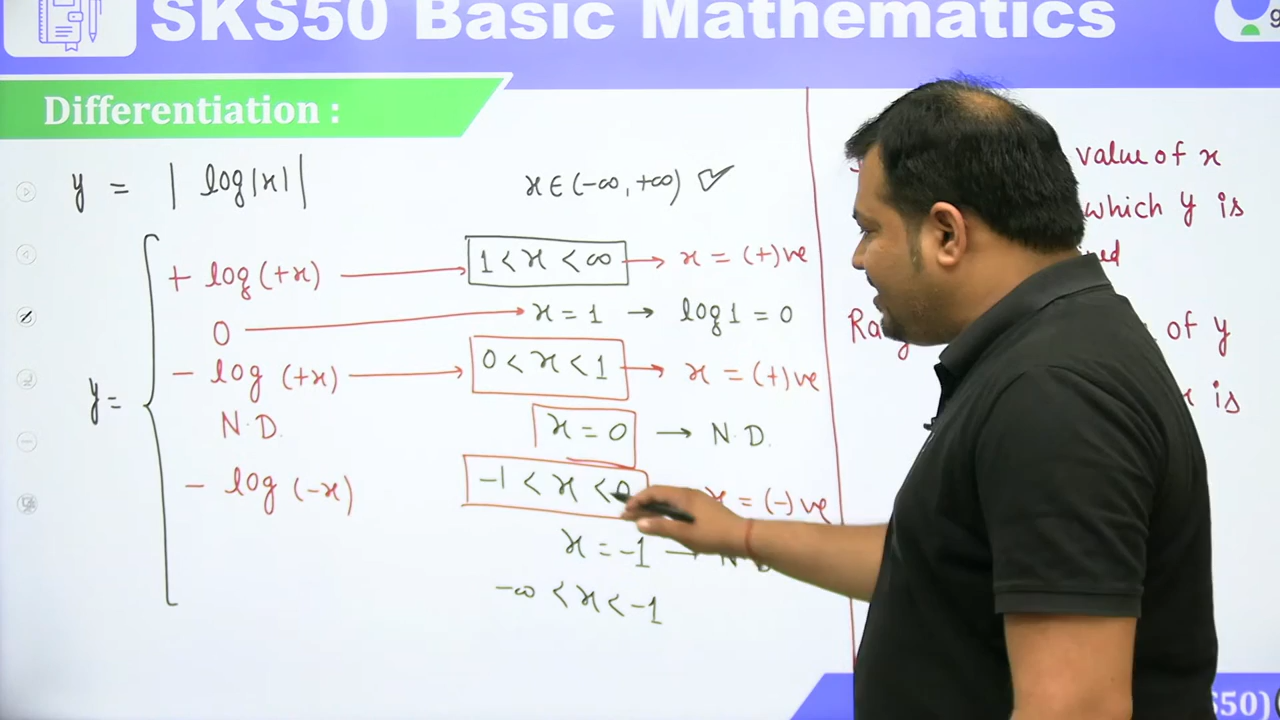 SKS50 Basic Mathematics
Differentiation :
y = | log|x| |
x ∈ (-∞, +∞) ✓
y =
+ log (+x) → 1 < x < ∞ → x = (+)ve
0 → x = 1 → log 1 = 0
- log (+x) → 0 < x < 1 → x = (+)ve
N.D. x = 0 → N.D.
- log (-x) -1 < x < 0 x = (-)ve
x = -1 → N.D
-∞ < x < -1
value of x
which y is
of y
is